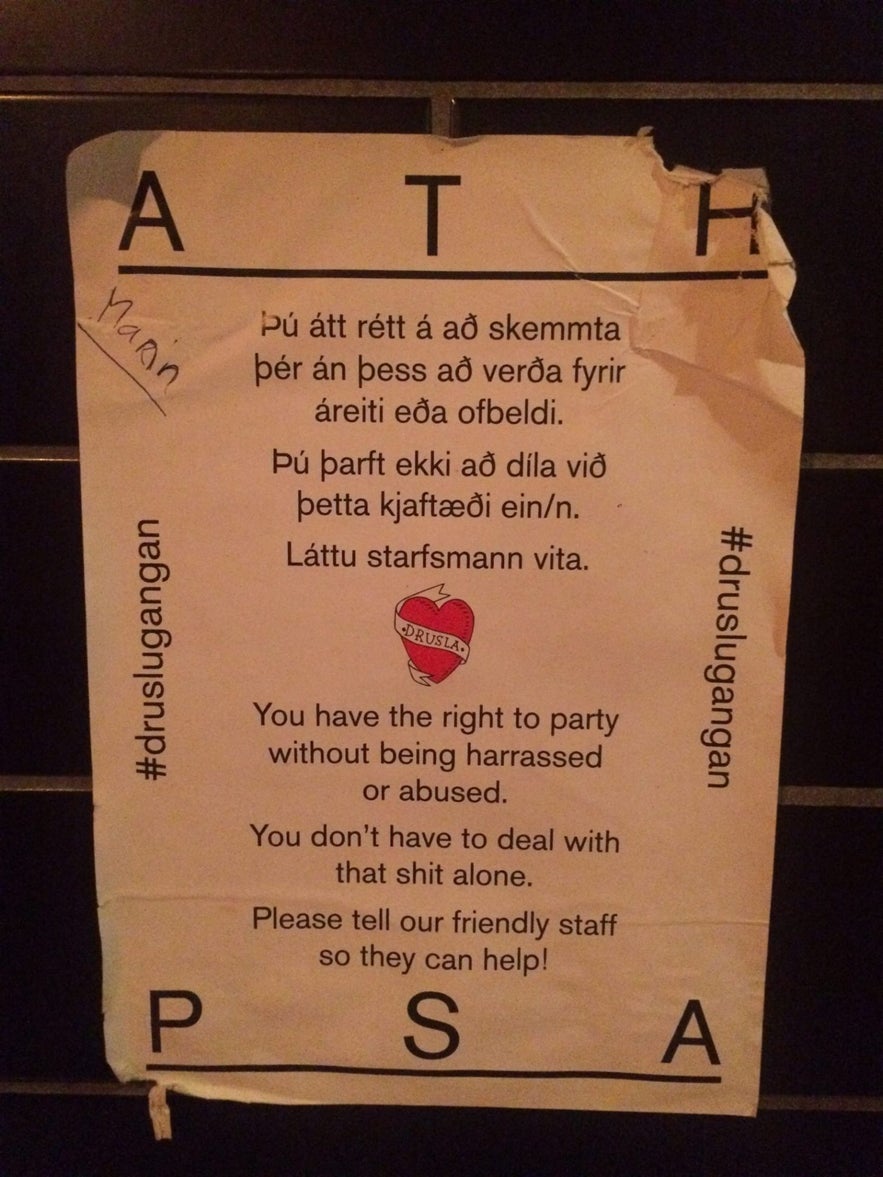 A T H
Þú átt rétt á að skemmta
þér án þess að verða fyrir
áreiti eða ofbeldi.
Þú þarft ekki að díla við
þetta kjaftæði ein/n.
Láttu starfsmann vita.
#druslugangan
#druslugangan
·DRUSLA·
You have the right to party
without being harrassed
or abused.
You don't have to deal with
that shit alone.
Please tell our friendly staff
so they can help!
P S A